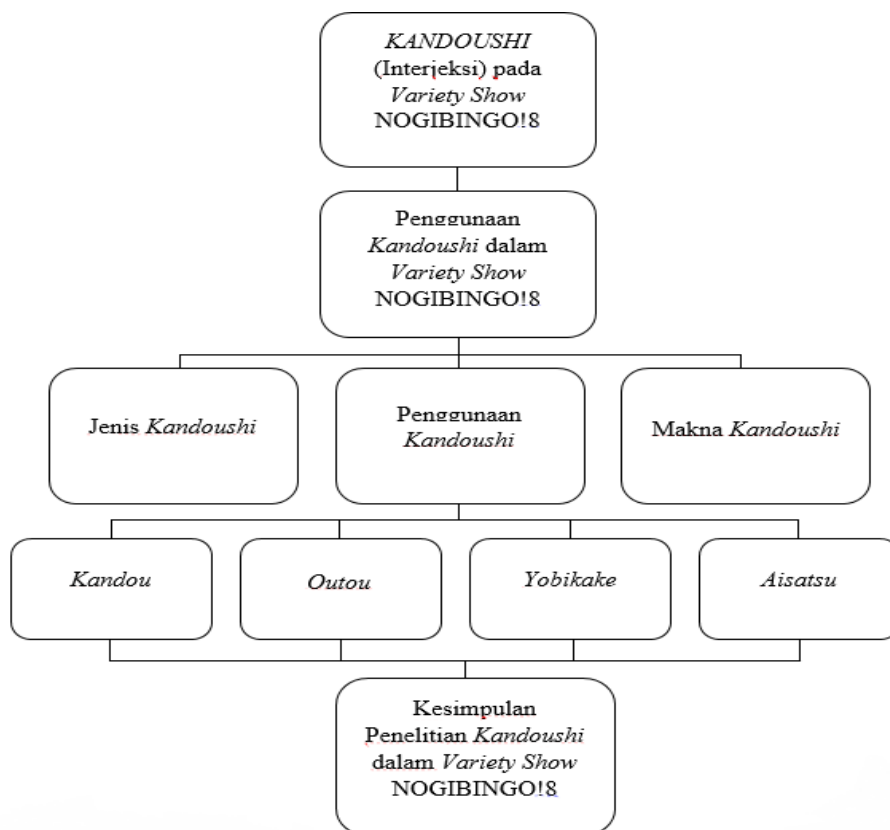 KANDOUSHI
(Interjeksi) pada
Variety Show
NOGIBINGO!8
Penggunaan
Kandoushi dalam
Variety Show
NOGIBINGO!8
Jenis Kandoushi
Penggunaan
Kandoushi
Makna Kandoushi
Kandou
Outou
Yobikake
Aisatsu
Kesimpulan
Penelitian Kandoushi
dalam Variety Show
NOGIBINGO!8